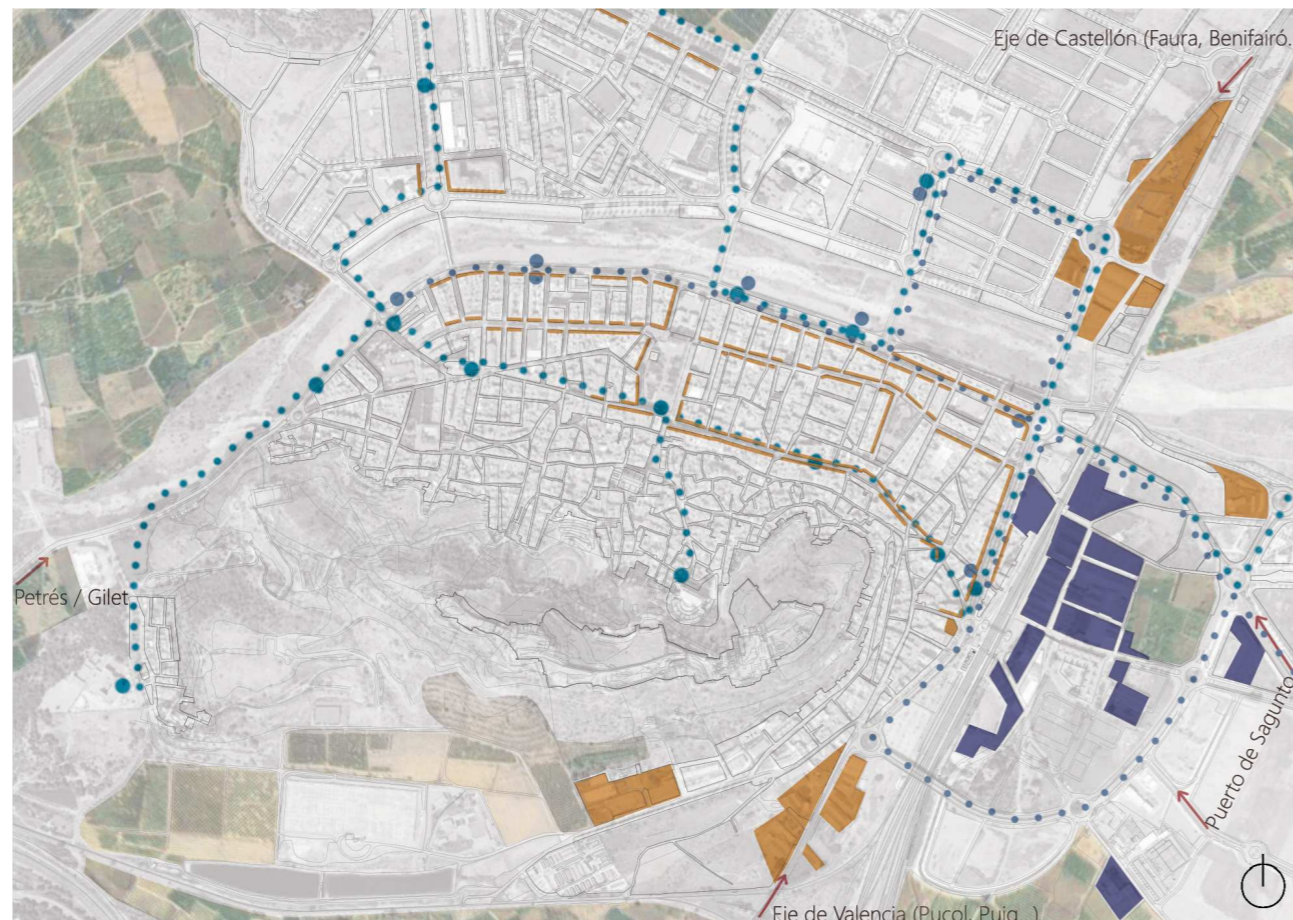 Eje de Castellón (Faura, Benifairó.
Petrés / Gilet
Puerto de Sagunto
Eje de Valencia (Puçol, Puig...)